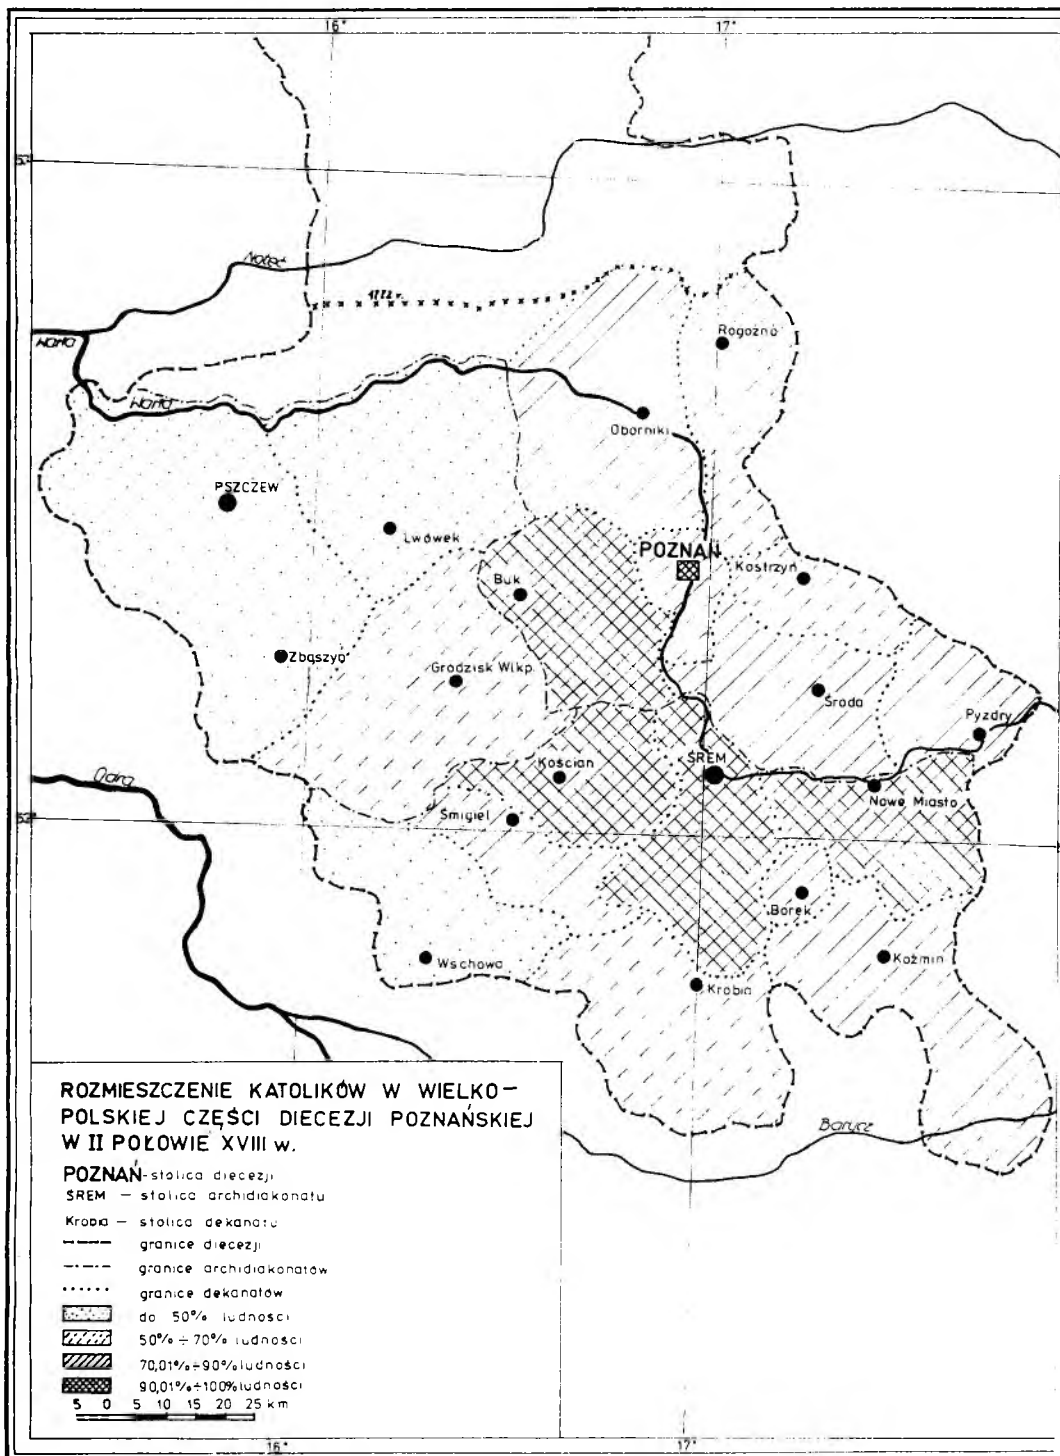 16° 17°
53°
Noteć
1772 r.
Warta
Rogoźno
Warta
Oborniki
PSZCZEW
Lwówek
POZNAŃ
Kostrzyń
Buk
Zbąszyń
Grodzisk Wlkp.
Środa
Pyzdry
Odra
Kościan
ŚREM
Nowe Miasto
52°
Śmigiel
Borek
Wschowa
Koźmin
Krobia
Barycz
ROZMIESZCZENIE KATOLIKÓW W WIELKO–
POLSKIEJ CZĘŚCI DIECEZJI POZNAŃSKIEJ
W II POŁOWIE XVIII w.
POZNAŃ - stolica diecezji
ŚREM – stolica archidiakonatu
Krobia – stolica dekanatu
granice diecezji
granice archidiakonatów
granice dekanatów
do 50% ludności
50% ÷ 70% ludności
70,01% ÷ 90% ludności
90,01% ÷ 100% ludności
5 0 5 10 15 20 25 km
16° 17°